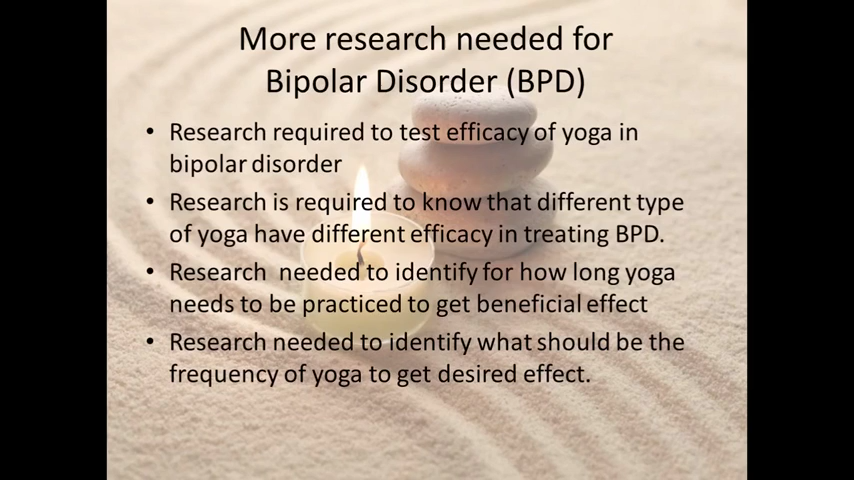 More research needed for
Bipolar Disorder (BPD)
• Research required to test efficacy of yoga in
bipolar disorder
• Research is required to know that different type
of yoga have different efficacy in treating BPD.
• Research  needed to identify for how long yoga
needs to be practiced to get beneficial effect
• Research needed to identify what should be the
frequency of yoga to get desired effect.